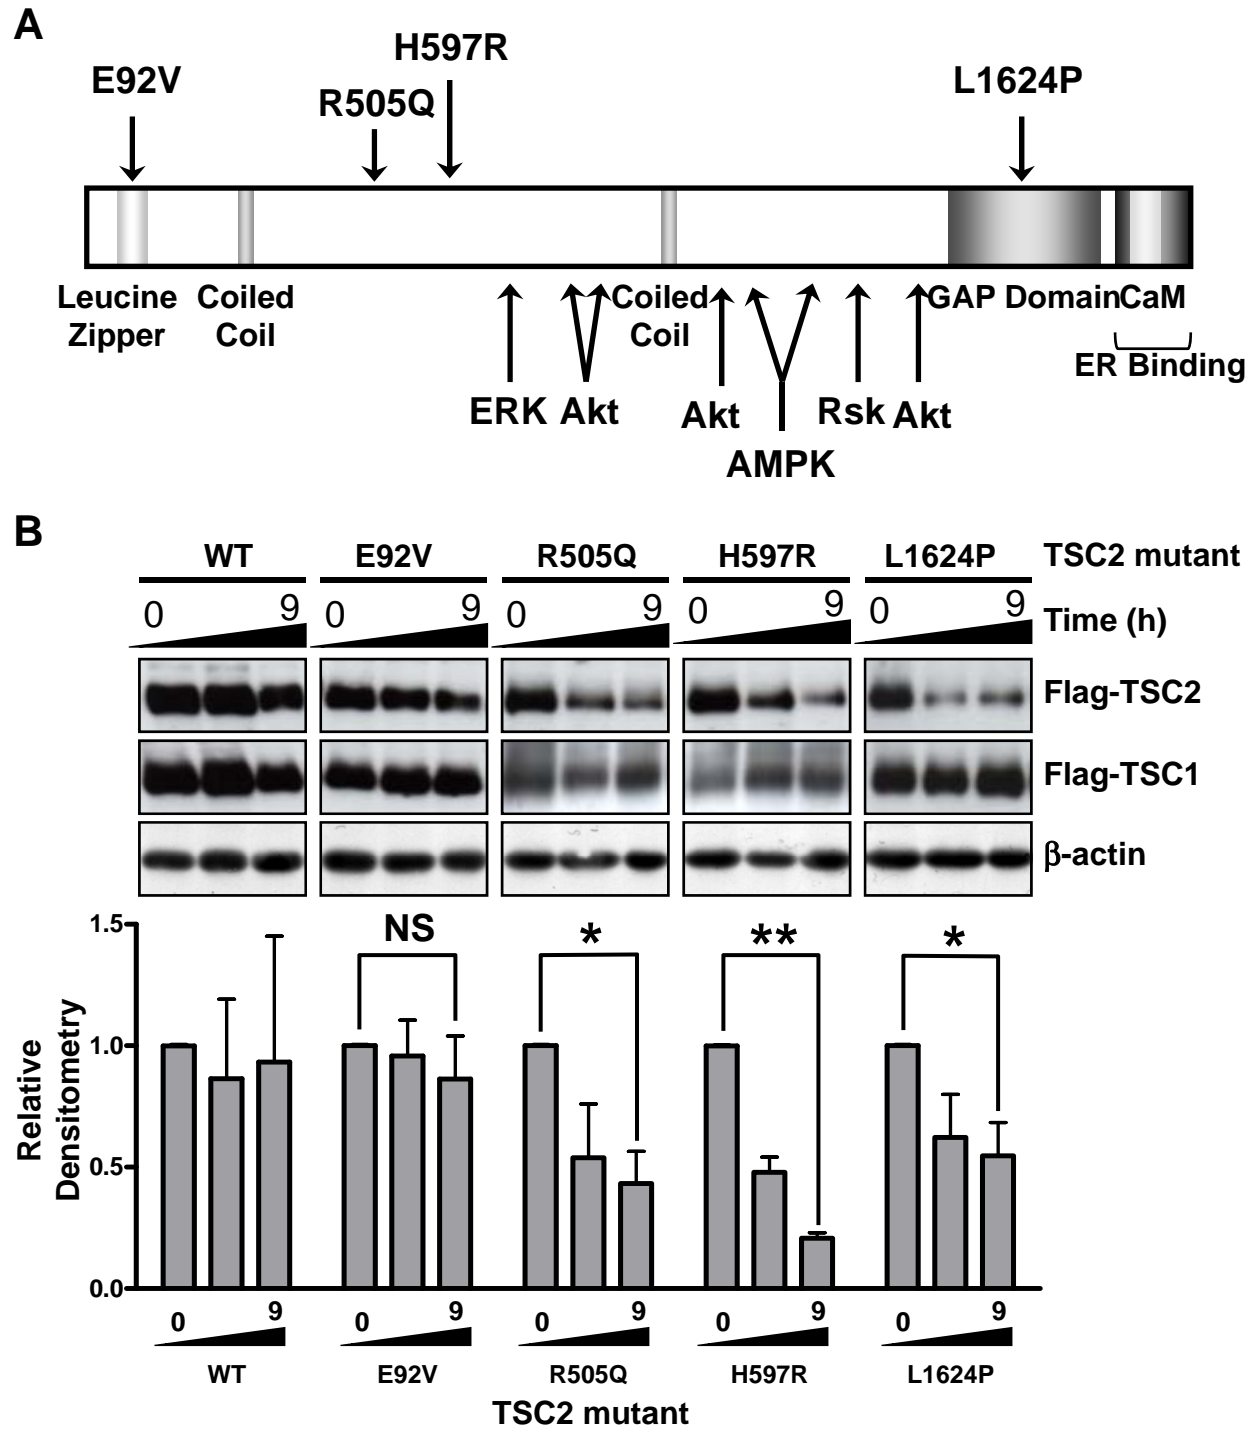 A
H597R
E92V
R505Q
L1624P
Leucine Zipper
Coiled Coil
Coiled Coil
GAP Domain
CaM
ER Binding
ERK
Akt
Akt
Rsk
Akt
AMPK
B
WT E92V R505Q H597R L1624P TSC2 mutant
0 9 0 9 0 9 0 9 0 9 Time (h)
Flag-TSC2
Flag-TSC1
β-actin
1.5
NS * ** *
1.0
Relative
Densitometry
0.5
0.0
0 9 0 9 0 9 0 9 0 9
WT E92V R505Q H597R L1624P
TSC2 mutant